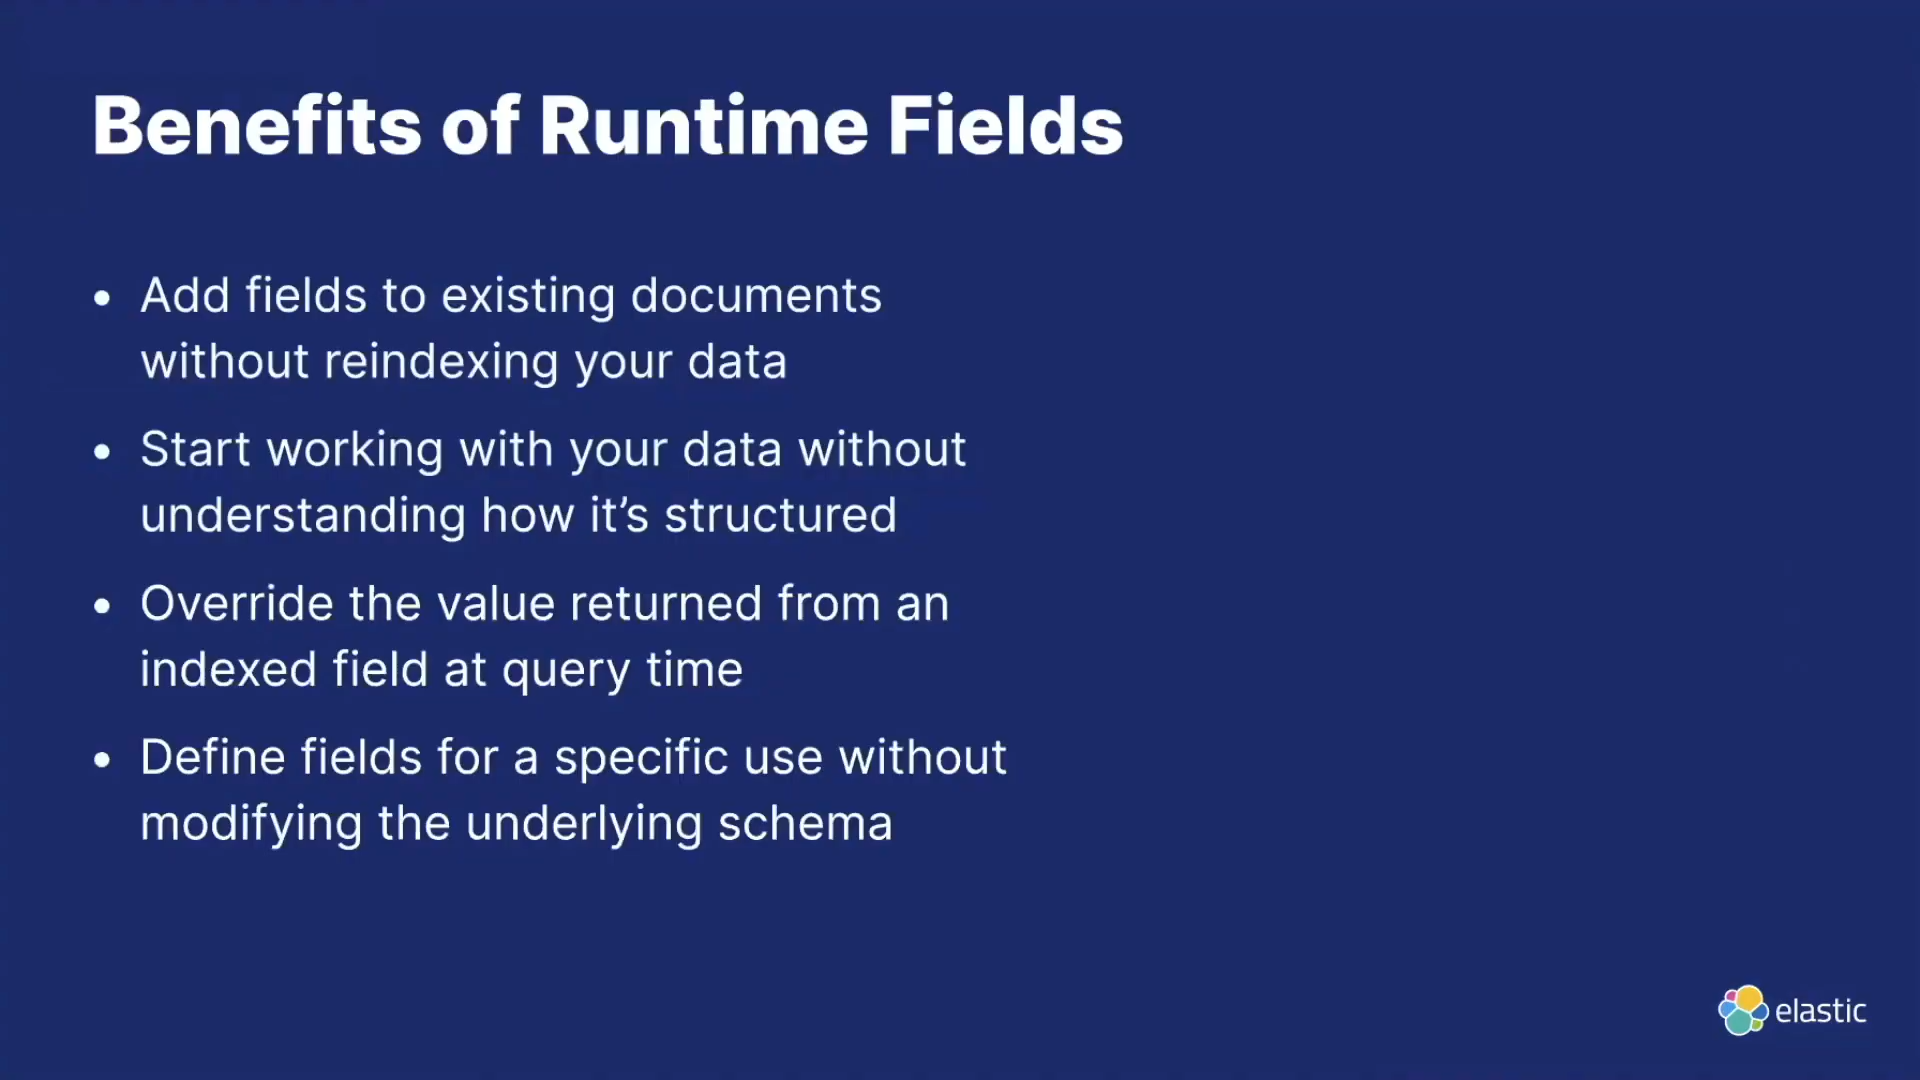 Benefits of Runtime Fields
• Add fields to existing documents
without reindexing your data
• Start working with your data without
understanding how it’s structured
• Override the value returned from an
indexed field at query time
• Define fields for a specific use without
modifying the underlying schema
elastic